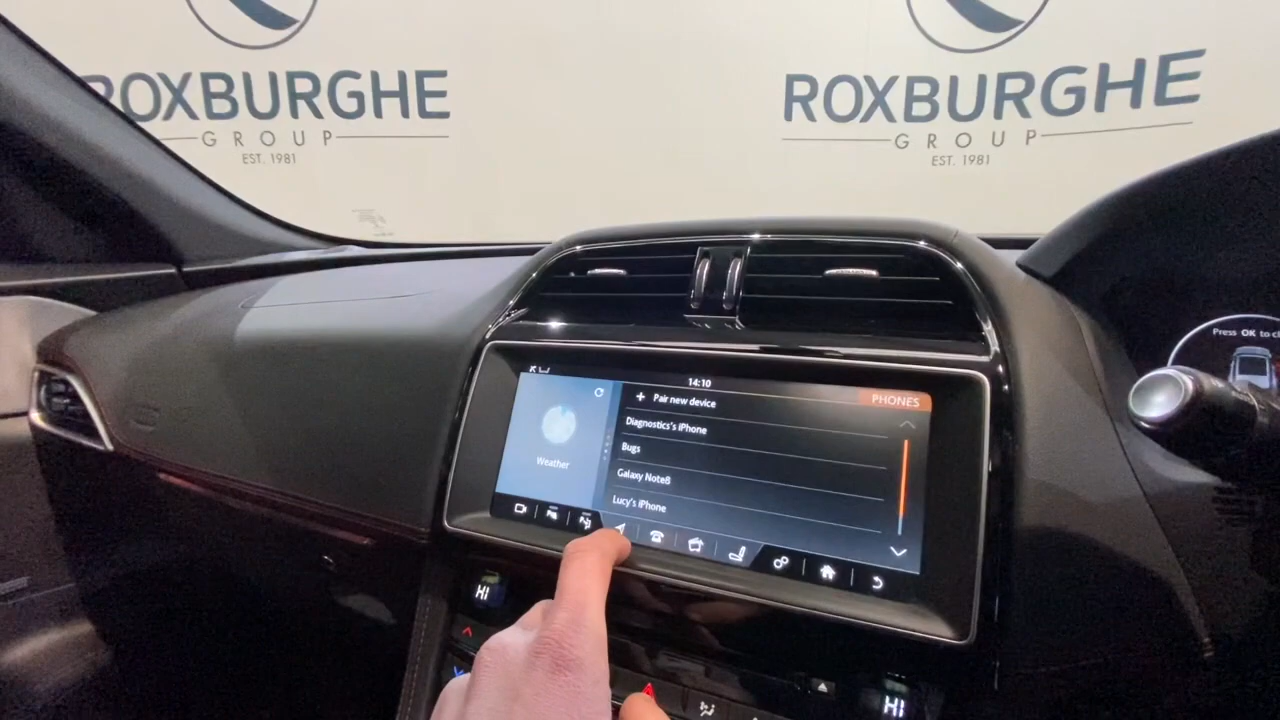 ROXBURGHE
GROUP
EST. 1981
ROXBURGHE
GROUP
EST. 1981
Press OK to cl
14:10
PHONES
Pair new device
Diagnostics's iPhone
Bugs
Galaxy Note8
Lucy's iPhone
Weather
HI
HI